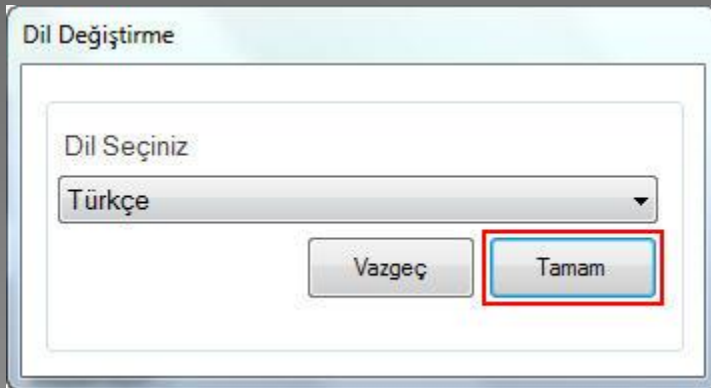 Dil Değiştirme
Dil Seçiniz
Türkçe
Vazgeç Tamam